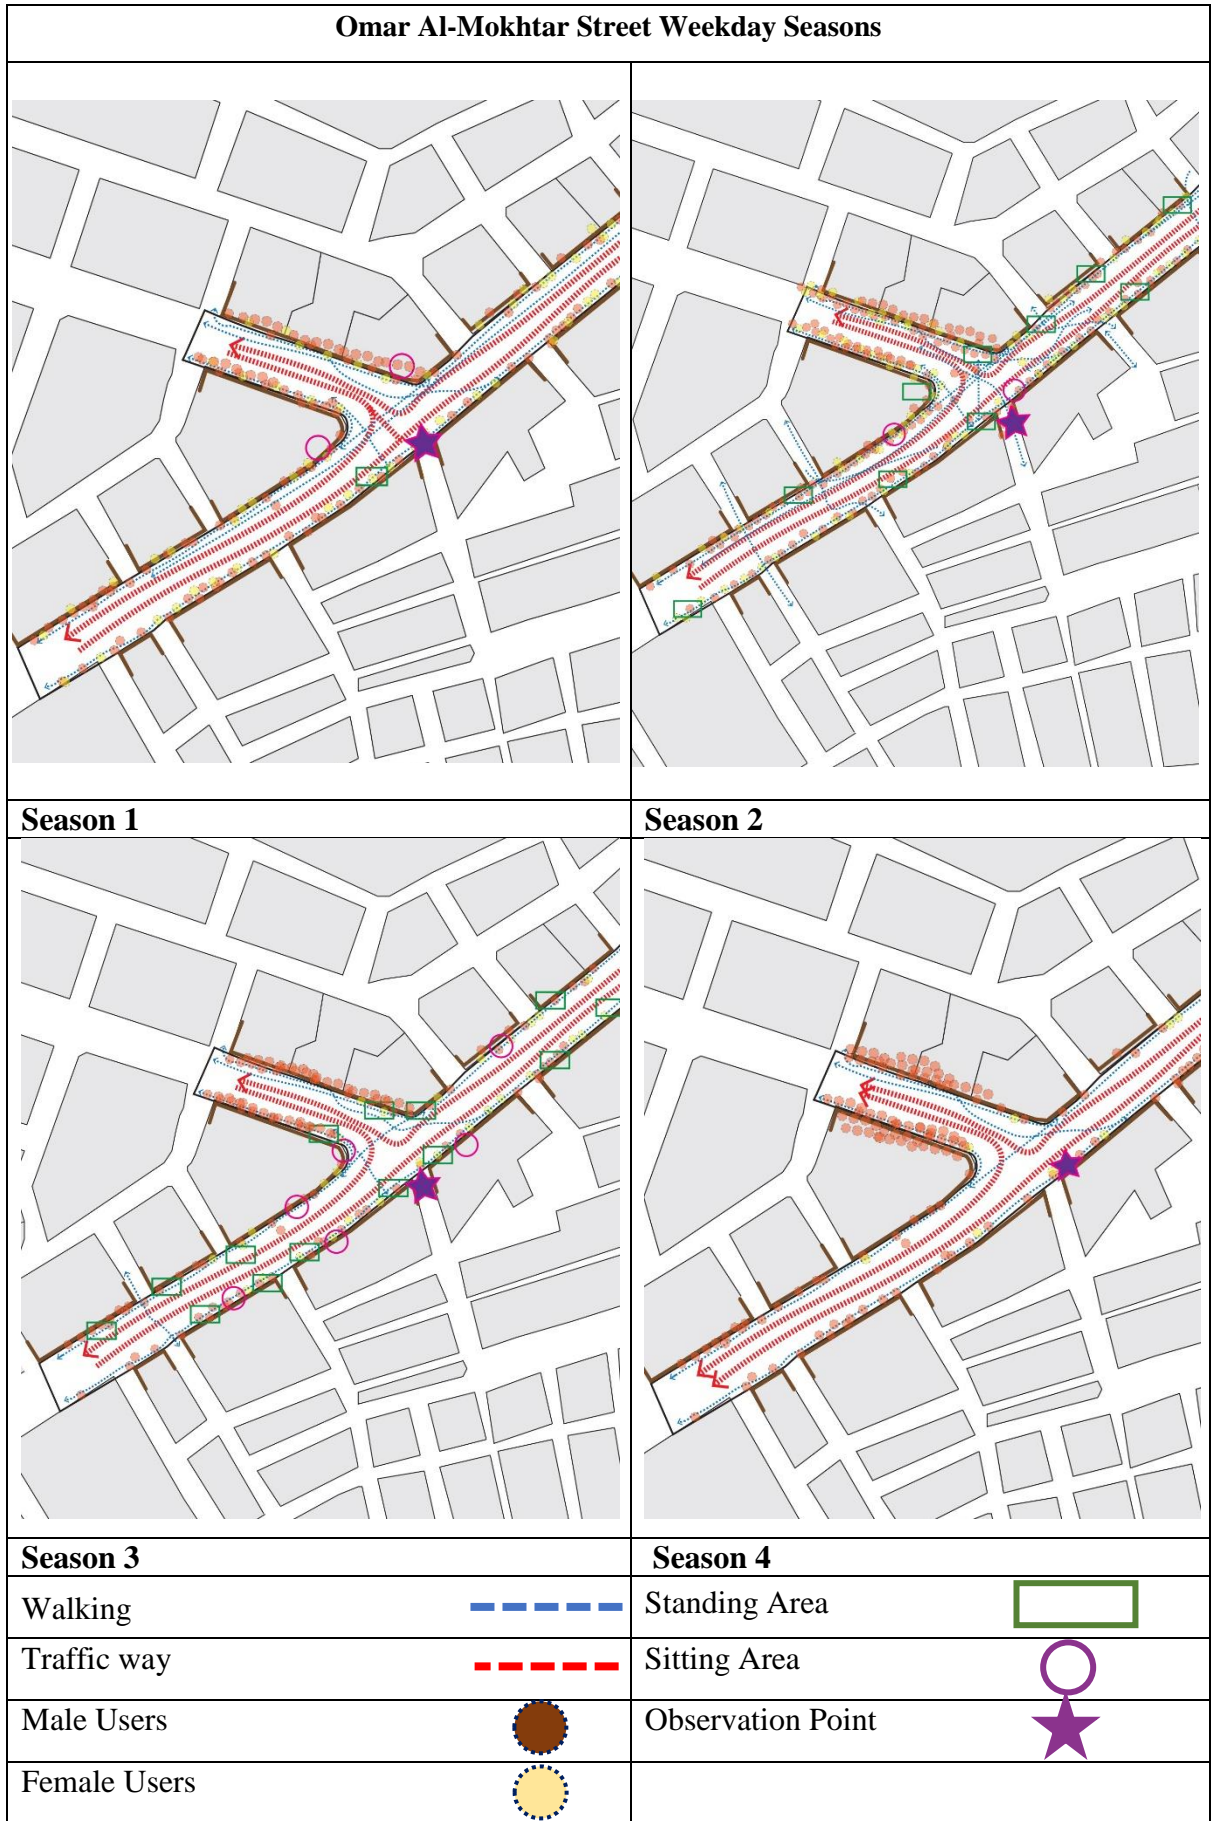 Omar Al-Mokhtar Street Weekday Seasons
Season 1
Season 2
Season 3
Season 4
Walking
Standing Area
Traffic way
Sitting Area
Male Users
Observation Point
Female Users